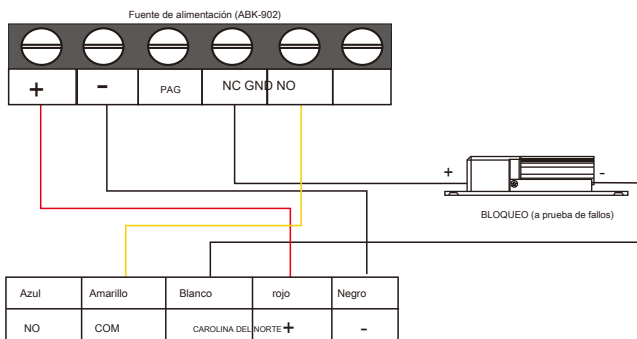 Fuente de alimentación (ABK-902)
+ - PAG NC GND NO
+ -
BLOQUEO (a prueba de fallos)
Azul Amarillo Blanco rojo Negro
NO COM CAROLINA DEL NORTE + -